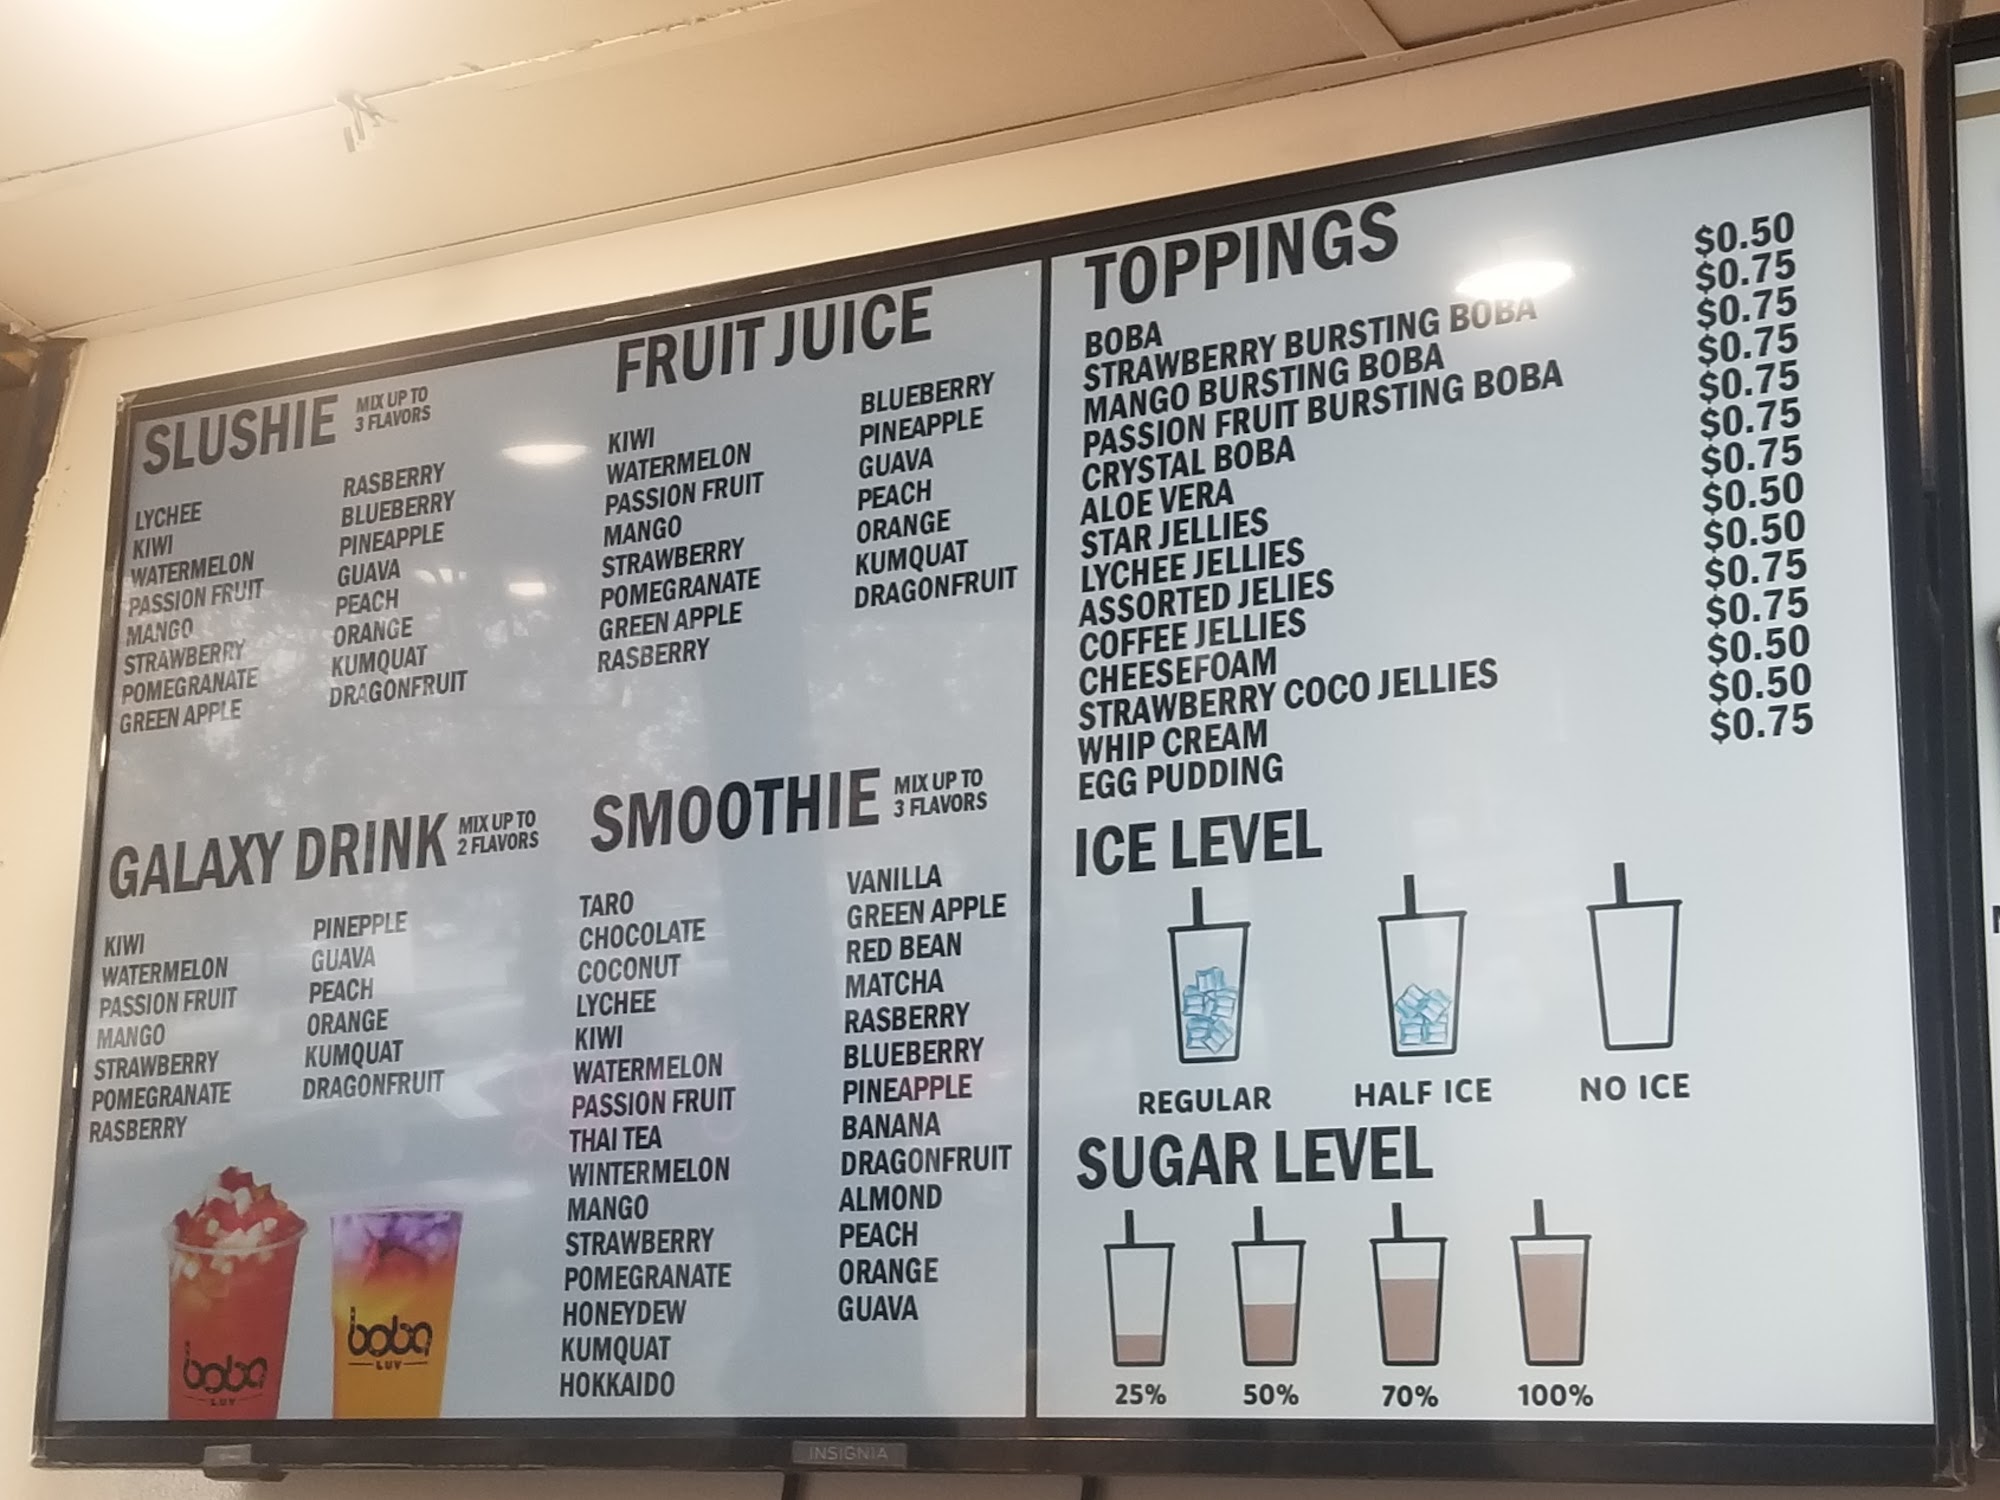 SLUSHIE
MIX UP TO
3 FLAVORS
LYCHEE
KIWI
WATERMELON
PASSION FRUIT
MANGO
STRAWBERRY
POMEGRANATE
GREEN APPLE
RASBERRY
BLUEBERRY
PINEAPPLE
GUAVA
PEACH
ORANGE
KUMQUAT
DRAGONFRUIT
FRUIT JUICE
KIWI
WATERMELON
PASSION FRUIT
MANGO
STRAWBERRY
POMEGRANATE
GREEN APPLE
RASBERRY
BLUEBERRY
PINEAPPLE
GUAVA
PEACH
ORANGE
KUMQUAT
DRAGONFRUIT
GALAXY DRINK
MIX UP TO
2 FLAVORS
KIWI
WATERMELON
PASSION FRUIT
MANGO
STRAWBERRY
POMEGRANATE
RASBERRY
PINEPPLE
GUAVA
PEACH
ORANGE
KUMQUAT
DRAGONFRUIT
boba
LUV
boba
LUV
SMOOTHIE
MIX UP TO
3 FLAVORS
TARO
CHOCOLATE
COCONUT
LYCHEE
KIWI
WATERMELON
PASSION FRUIT
THAI TEA
WINTERMELON
MANGO
STRAWBERRY
POMEGRANATE
HONEYDEW
KUMQUAT
HOKKAIDO
VANILLA
GREEN APPLE
RED BEAN
MATCHA
RASBERRY
BLUEBERRY
PINEAPPLE
BANANA
DRAGONFRUIT
ALMOND
PEACH
ORANGE
GUAVA
TOPPINGS
BOBA $0.50
STRAWBERRY BURSTING BOBA $0.75
MANGO BURSTING BOBA $0.75
PASSION FRUIT BURSTING BOBA $0.75
CRYSTAL BOBA $0.75
ALOE VERA $0.75
STAR JELLIES $0.75
LYCHEE JELLIES $0.50
ASSORTED JELIES $0.50
COFFEE JELLIES $0.75
CHEESEFOAM $0.75
STRAWBERRY COCO JELLIES $0.50
WHIP CREAM $0.50
EGG PUDDING $0.75
ICE LEVEL
REGULAR HALF ICE NO ICE
SUGAR LEVEL
25% 50% 70% 100%
INSIGNIA